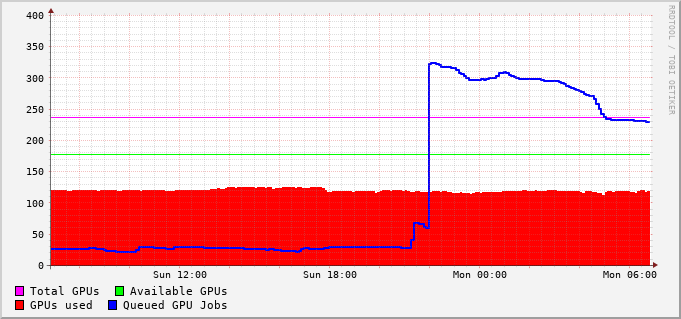 400
350
300
250
200
150
100
50
0
Sun 12:00 Sun 18:00 Mon 00:00 Mon 06:00
Total GPUs Available GPUs
GPUs used Queued GPU Jobs
RRDTOOL / TOBI OETIKER